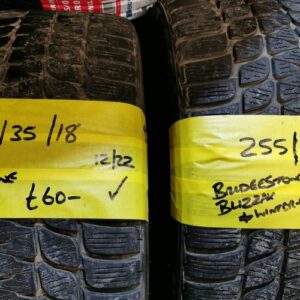 /35/18
12/22
£60-
255/
BRIDGESTONE
BLIZZAK
+ WINTER